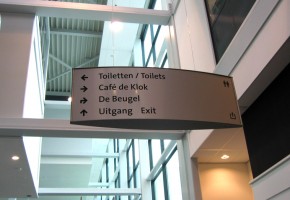 Toiletten / Toilets
Café de Klok
De Beugel
Uitgang Exit